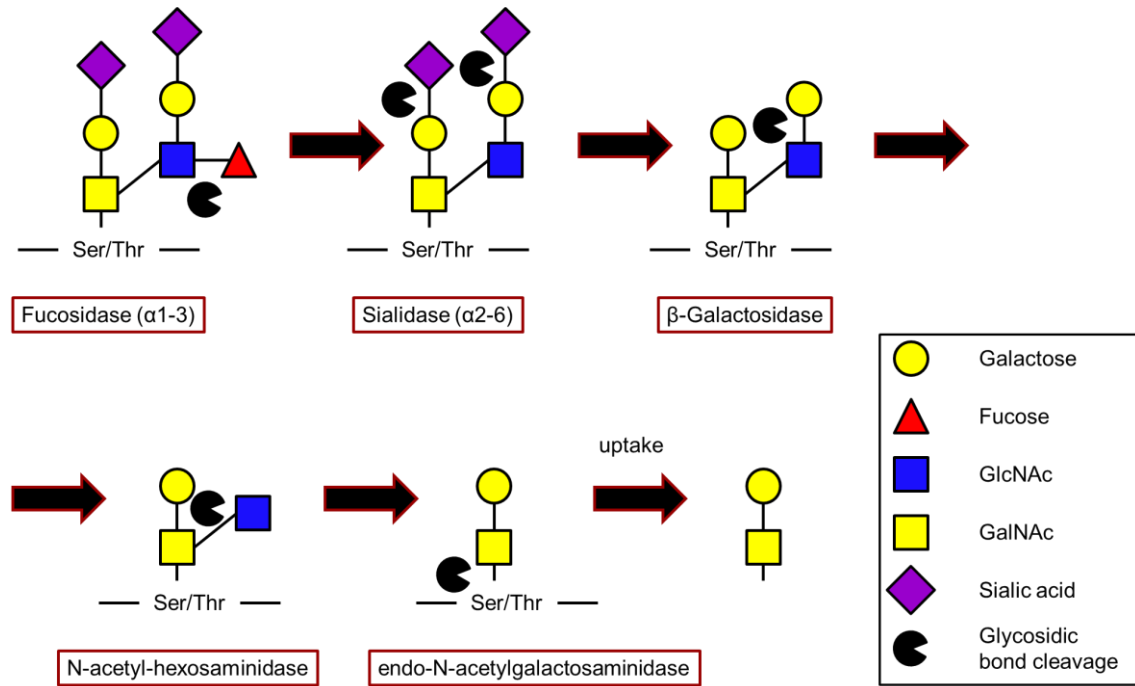 Ser/Thr
Ser/Thr
Ser/Thr
Fucosidase (α1-3)
Sialidase (α2-6)
β-Galactosidase
uptake
Ser/Thr
Ser/Thr
N-acetyl-hexosaminidase
endo-N-acetylgalactosaminidase
Galactose
Fucose
GlcNAc
GalNAc
Sialic acid
Glycosidic
bond cleavage